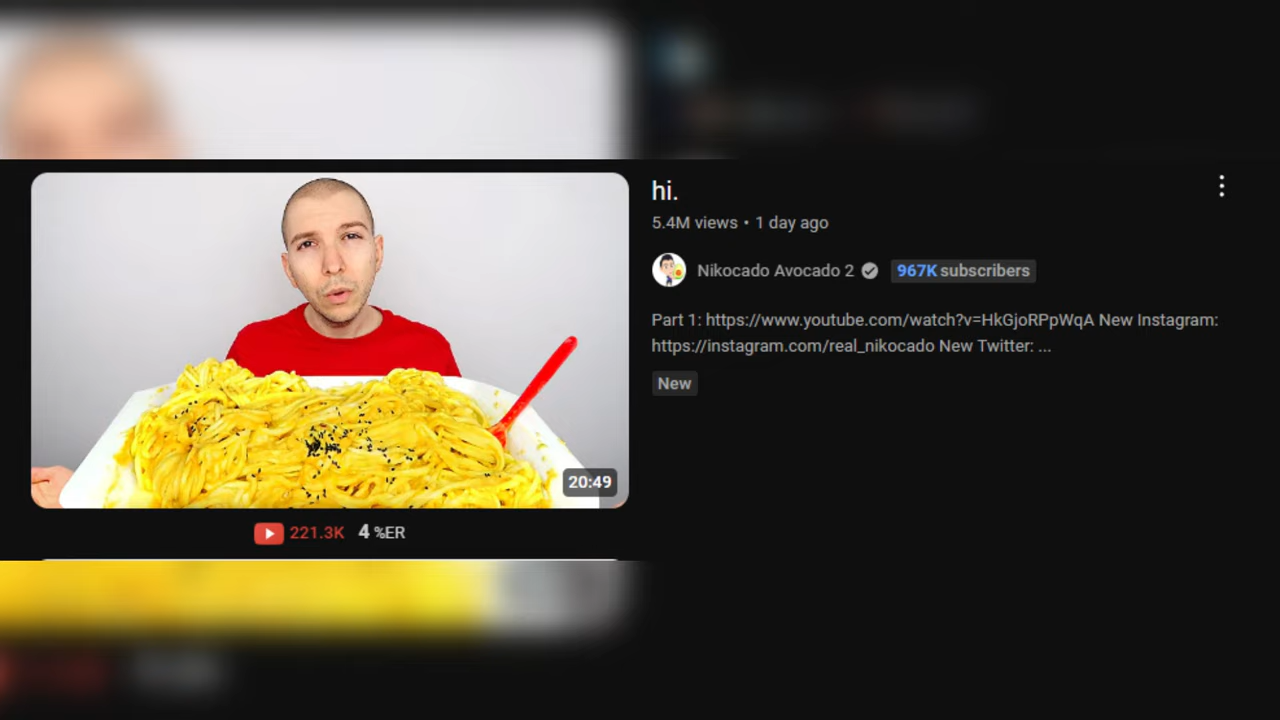 hi.
5.4M views • 1 day ago
Nikocado Avocado 2 967K subscribers
Part 1: https://www.youtube.com/watch?v=HkGjoRPpWqA New Instagram:
https://instagram.com/real_nikocado New Twitter: ...
New
20:49
221.3K 4 %ER